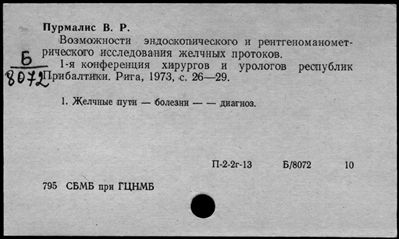 Пурмалис В. Р.
Возможности эндоскопического и рентгеноманомет-
рического исследования желчных протоков.
1-я конференция хирургов и урологов республик
Прибалтики. Рига, 1973, с. 26—29.
Б
8072
1. Желчные пути — болезни — — диагноз.
П-2-2г-13 Б/8072 10
795 СБМБ при ГЦНМБ